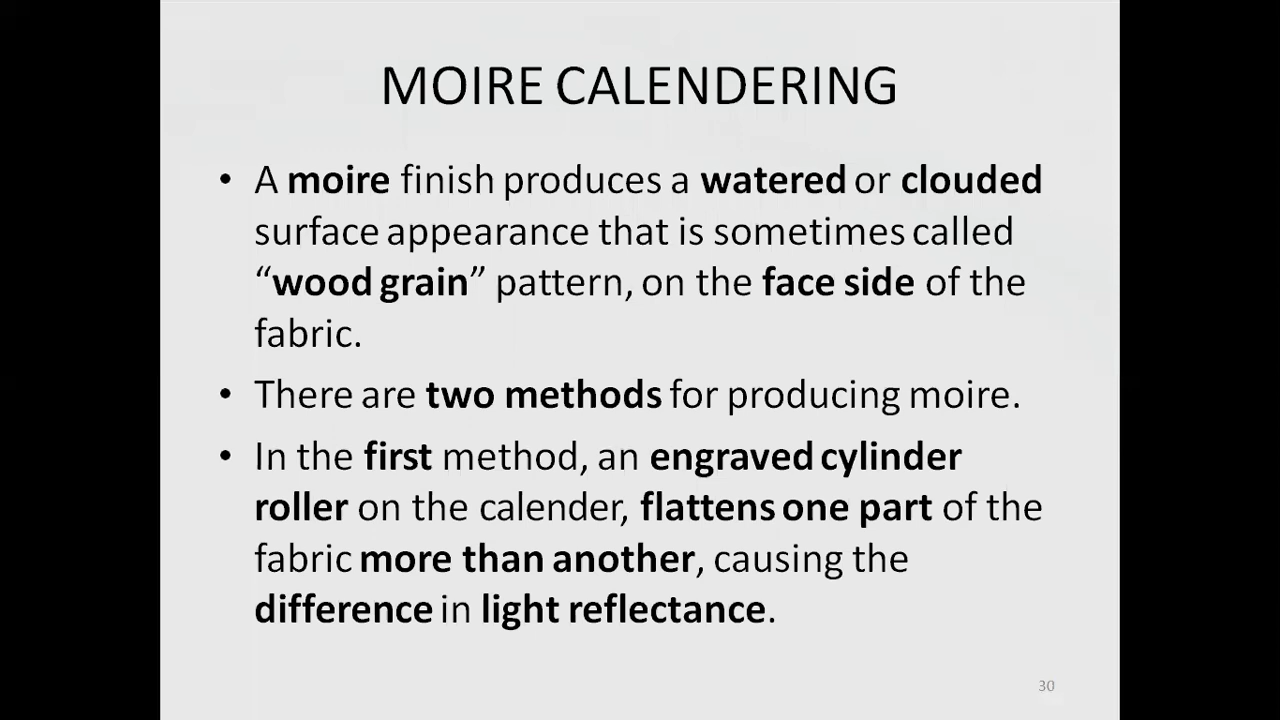 MOIRE CALENDERING
• A moire finish produces a watered or clouded
surface appearance that is sometimes called
“wood grain” pattern, on the face side of the
fabric.
• There are two methods for producing moire.
• In the first method, an engraved cylinder
roller on the calender, flattens one part of the
fabric more than another, causing the
difference in light reflectance.
30